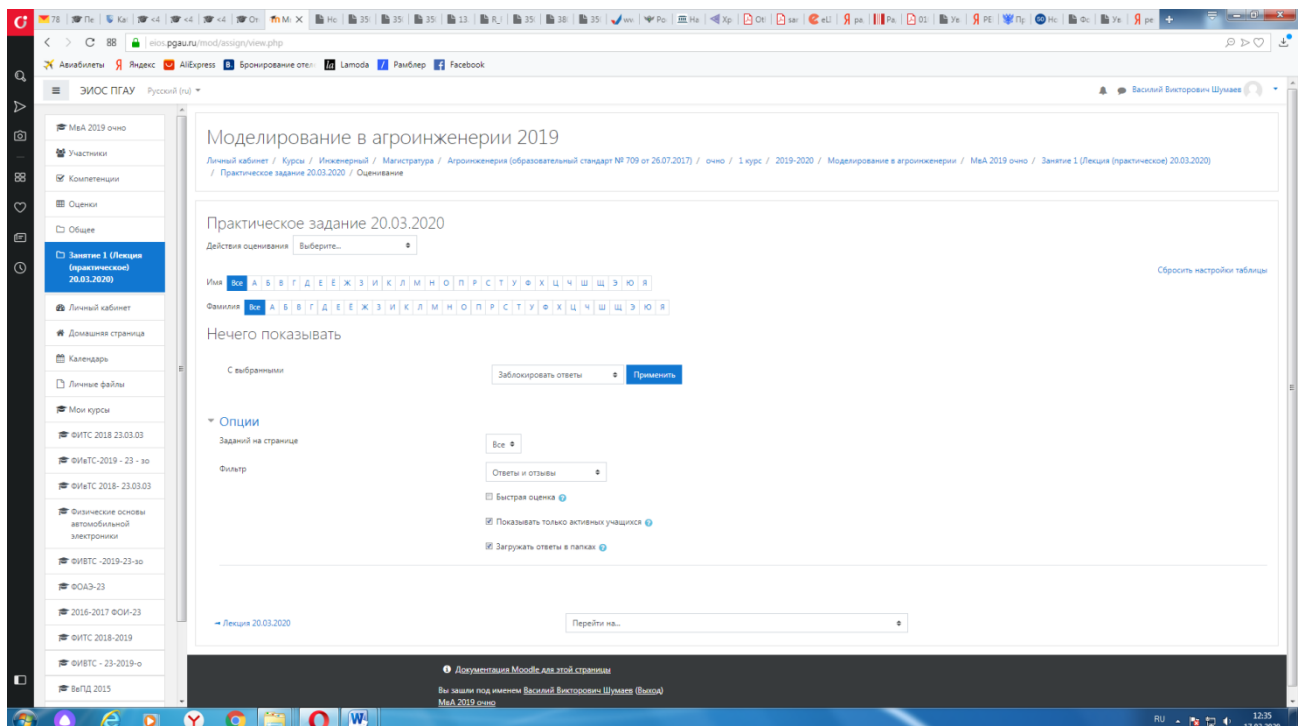 eios.pgau.ru/mod/assign/view.php
Авиабилеты Яндекс AliExpress Бронирование отел Lamoda Рамблер Facebook
ЭИОС ПГАУ Русский (ru)
Василий Викторович Шумаев
МвА 2019 очно
Участники
Компетенции
Оценки
Общее
Занятие 1 (Лекция
(практическое)
20.03.2020)
Личный кабинет
Домашняя страница
Календарь
Личные файлы
Мои курсы
ФИТС 2018 23.03.03
ФИеТС-2019 - 23 - зо
ФИеТС 2018- 23.03.03
Физические основы
автомобильной
электроники
ФИВТС -2019-23-зо
ФОАЭ-23
2016-2017 ФОИ-23
ФИТС 2018-2019
ФИВТС - 23-2019-о
ВеПД 2015
Моделирование в агроинженерии 2019
Личный кабинет / Курсы / Инженерный / Магистратура / Агроинженерия (образовательный стандарт № 709 от 26.07.2017) / очно / 1 курс / 2019-2020 / Моделирование в агроинженерии / МвА 2019 очно / Занятие 1 (Лекция (практическое) 20.03.2020)
/ Практическое задание 20.03.2020 / Оценивание
Практическое задание 20.03.2020
Действия оценивания Выберите...
Сбросить настройки таблицы
Имя Все А Б В Г Д Е Ё Ж З И К Л М Н О П Р С Т У Ф Х Ц Ч Ш Щ Э Ю Я
Фамилия Все А Б В Г Д Е Ё Ж З И К Л М Н О П Р С Т У Ф Х Ц Ч Ш Щ Э Ю Я
Нечего показывать
С выбранными Заблокировать ответы Применить
Опции
Заданий на странице Все
Фильтр Ответы и отзывы
Быстрая оценка
Показывать только активных учащихся
Загружать ответы в папках
→ Лекция 20.03.2020 Перейти на...
Документация Moodle для этой страницы
Вы зашли под именем Василий Викторович Шумаев (Выход)
МвА 2019 очно
RU 12:35